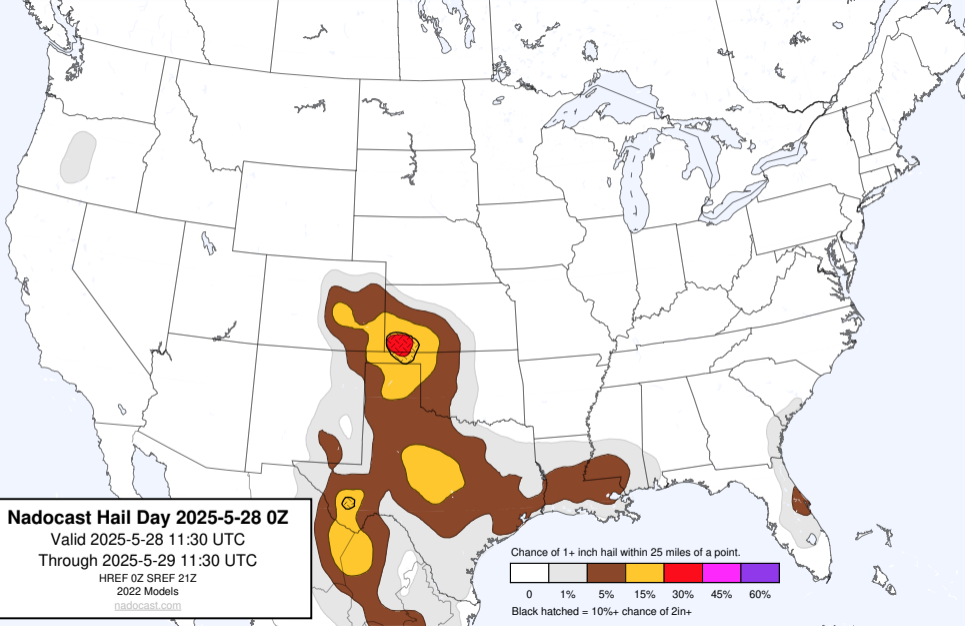 Nadocast Hail Day 2025-5-28 0Z
Valid 2025-5-28 11:30 UTC
Through 2025-5-29 11:30 UTC
HREF 0Z SREF 21Z
2022 Models
nadocast.com
Chance of 1+ inch hail within 25 miles of a point.
0 1% 5% 15% 30% 45% 60%
Black hatched = 10%+ chance of 2in+